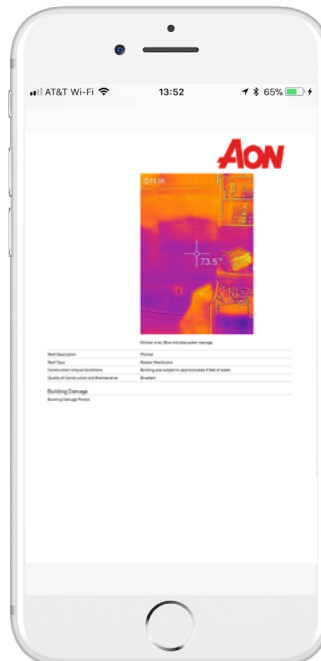 AT&T Wi-Fi 13:52 65%
AON
FLIR
73.5°
Kitchen area. Blue indicates water damage.
Roof Description Pitched
Roof Type Rubber Membrane
Construction Unique Conditions Building was subject to approximately 4 feet of water
Quality of Construction and Maintenance Excellent
Building Damage
Building Damage Photos